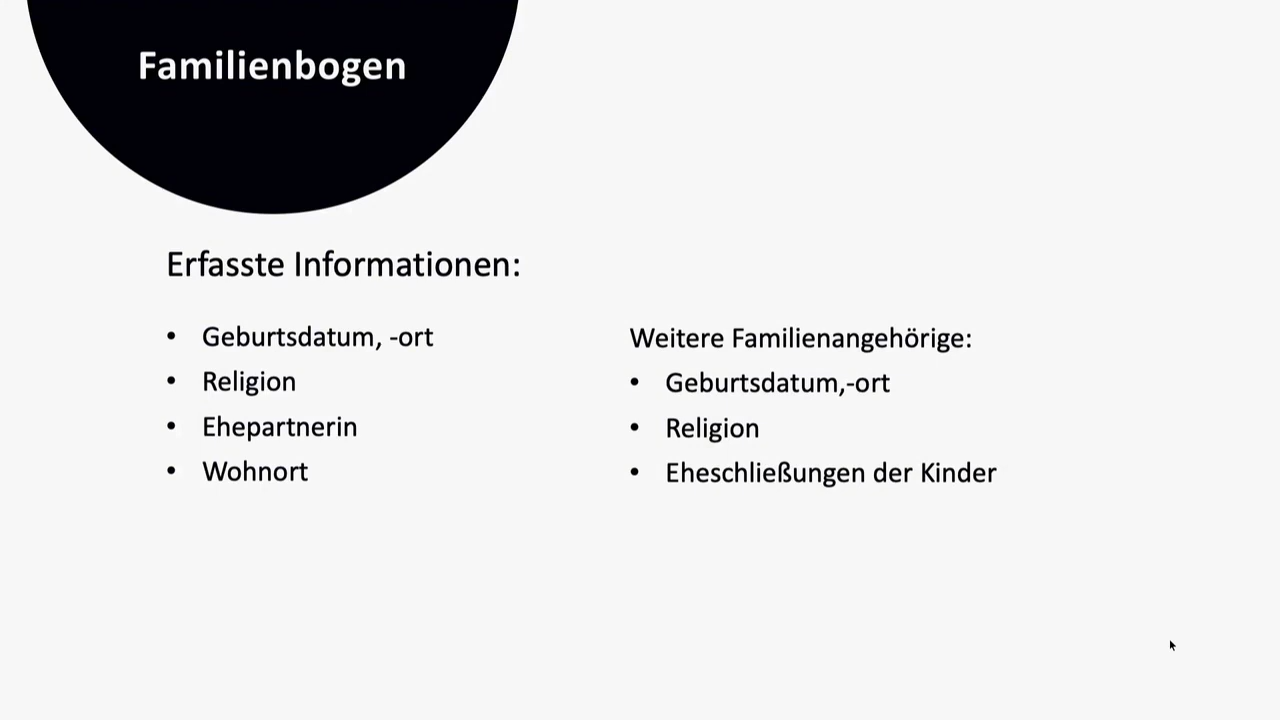 Familienbogen
Erfasste Informationen:
• Geburtsdatum, -ort
• Religion
• Ehepartnerin
• Wohnort
Weitere Familienangehörige:
• Geburtsdatum,-ort
• Religion
• Eheschließungen der Kinder